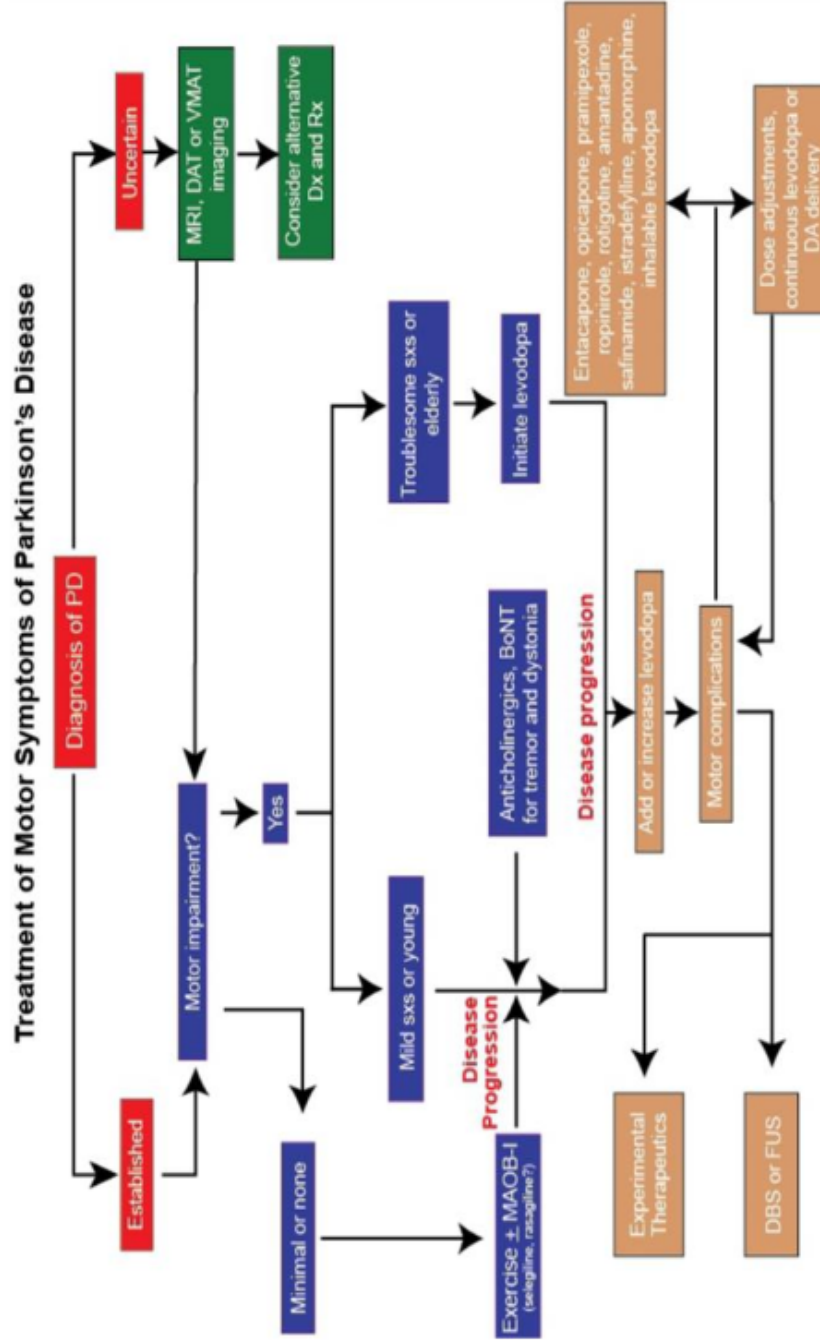 Treatment of Motor Symptoms of Parkinson's Disease
Diagnosis of PD
Established
Uncertain
Motor impairment?
MRI, DAT or VMAT
imaging
Minimal or none
Yes
Consider alternative
Dx and Rx
Mild sxs or young
Troublesome sxs or
elderly
Disease
Progression
Exercise ± MAOB-I
(selegiline, rasagiline?)
Anticholinergics, BoNT
for tremor and dystonia
Initiate levodopa
Disease progression
Entacapone, opicapone, pramipexole,
ropinirole, rotigotine, amantadine,
safinamide, istradefylline, apomorphine,
inhalable levodopa
Add or increase levodopa
Experimental
Therapeutics
Motor complications
DBS or FUS
Dose adjustments,
continuous levodopa or
DA delivery